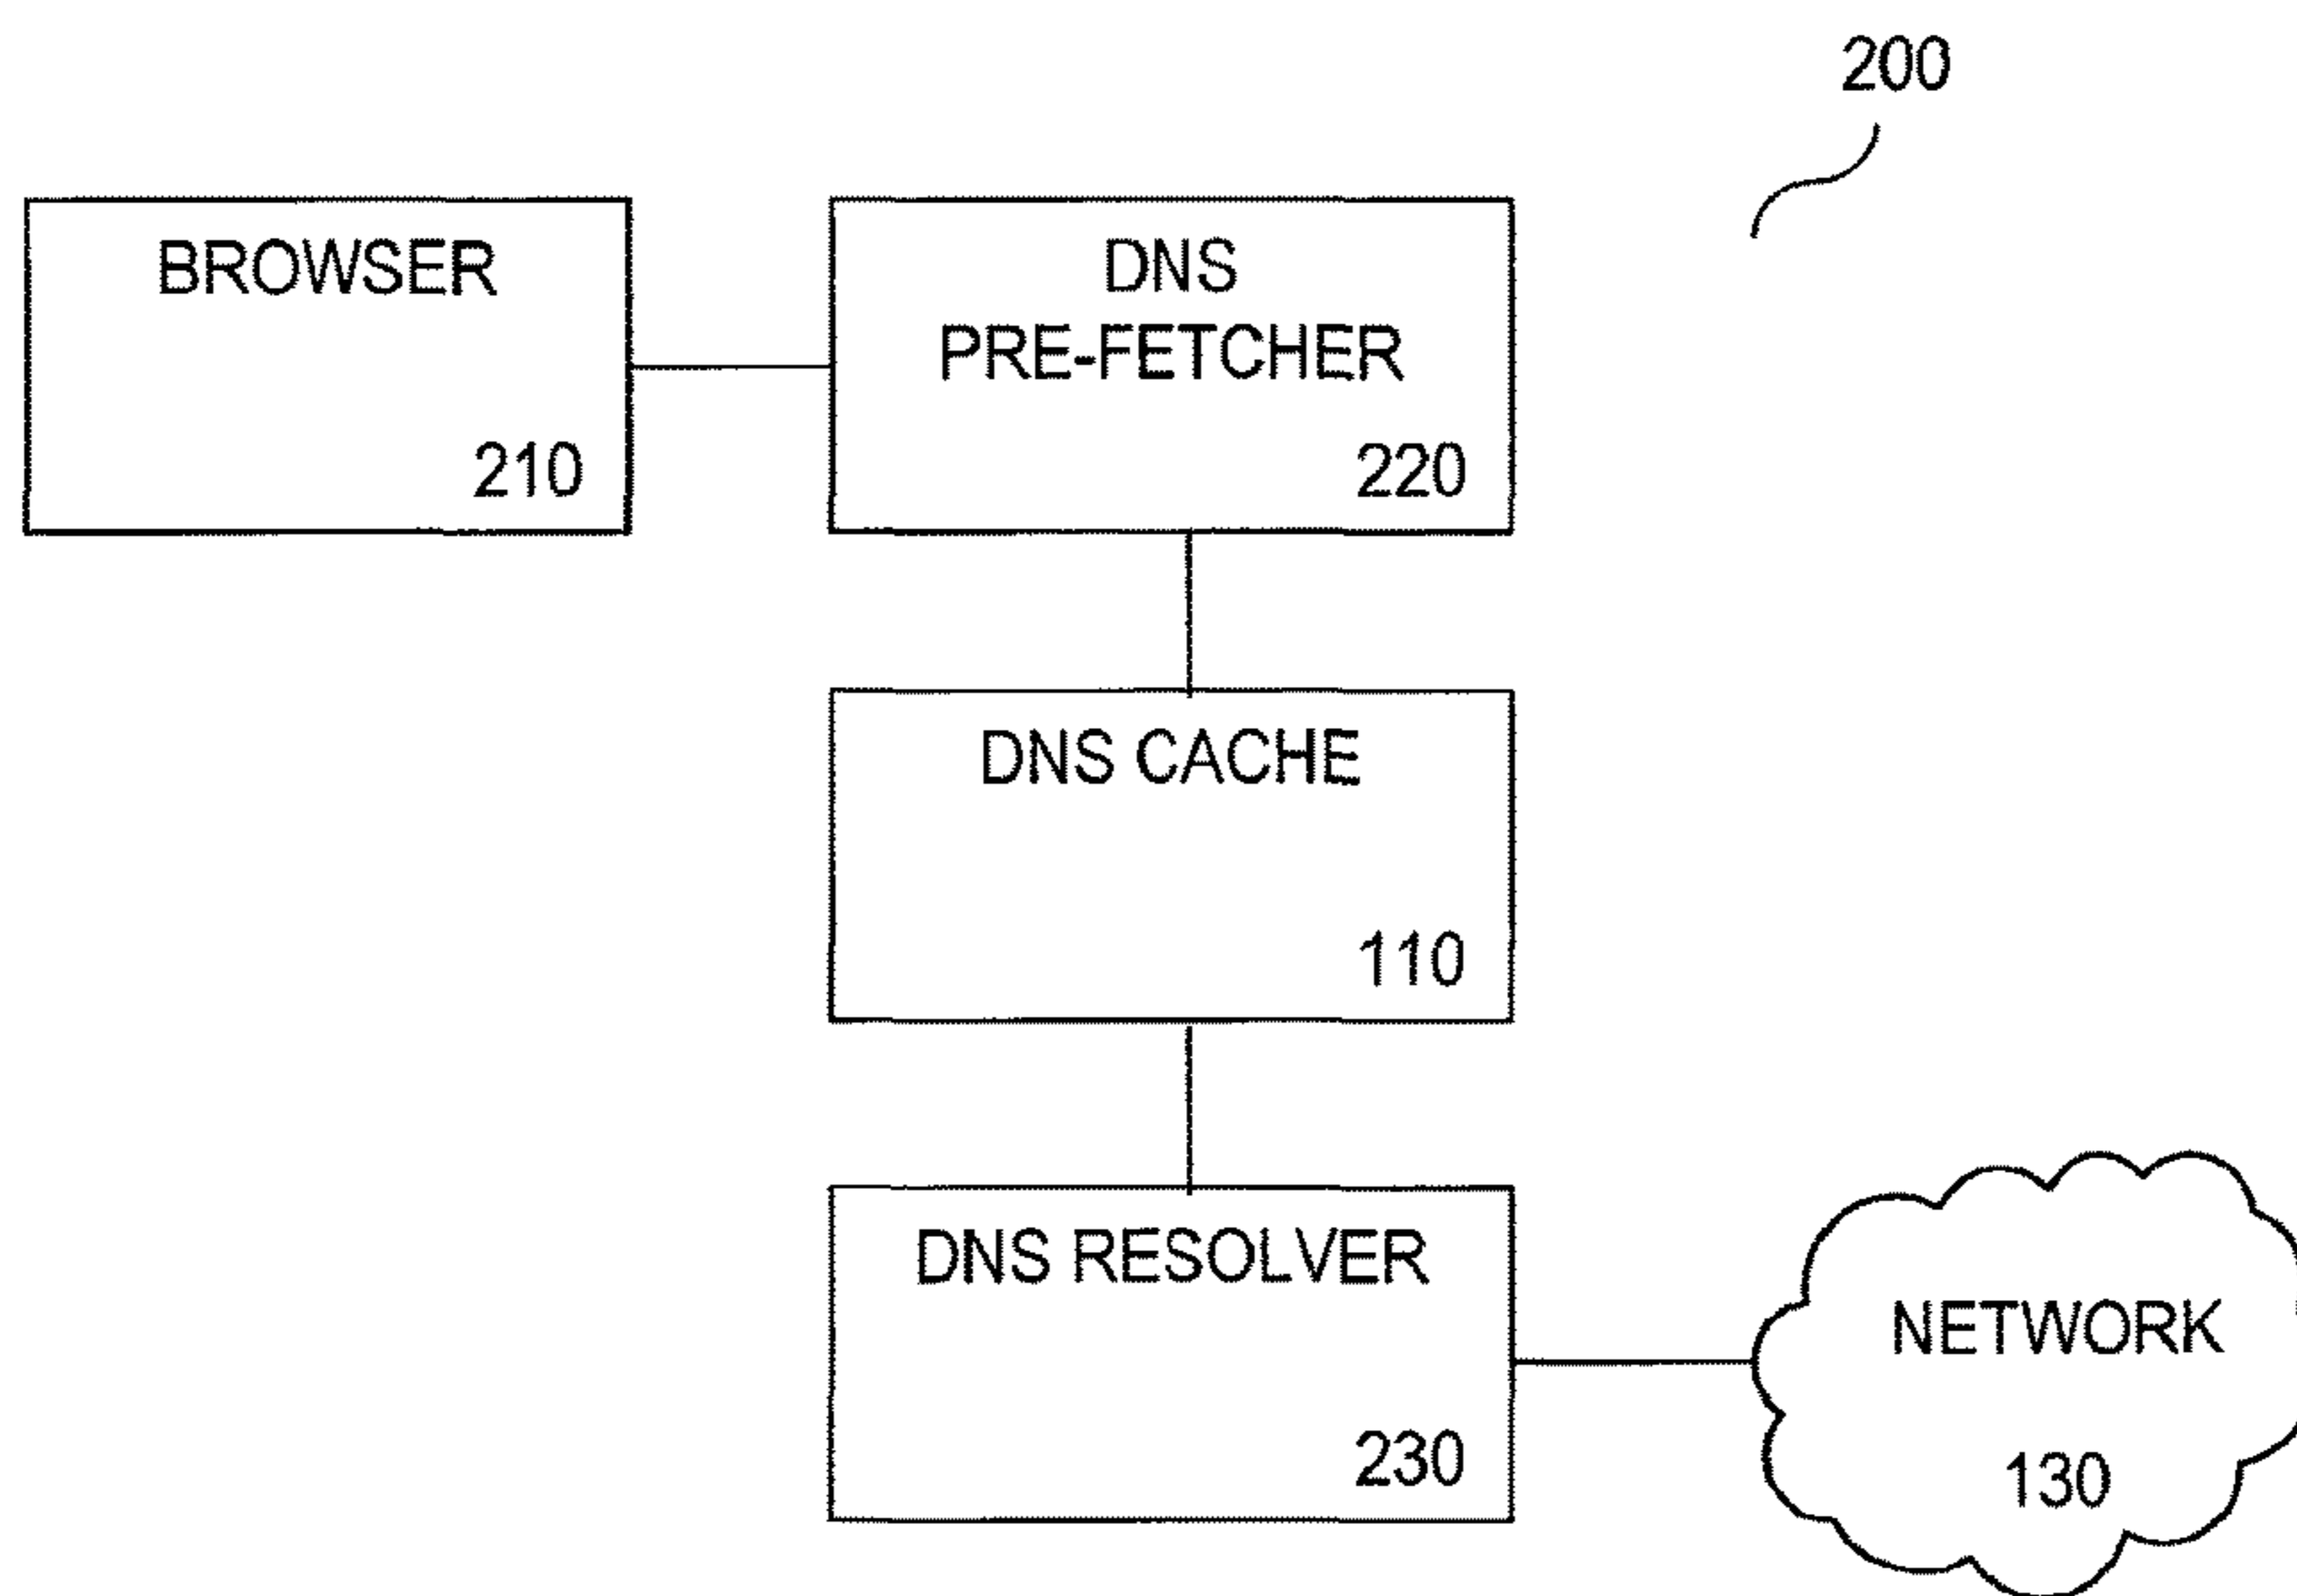 200
BROWSER
210
DNS
PRE-FETCHER
220
DNS CACHE
110
DNS RESOLVER
230
NETWORK
130